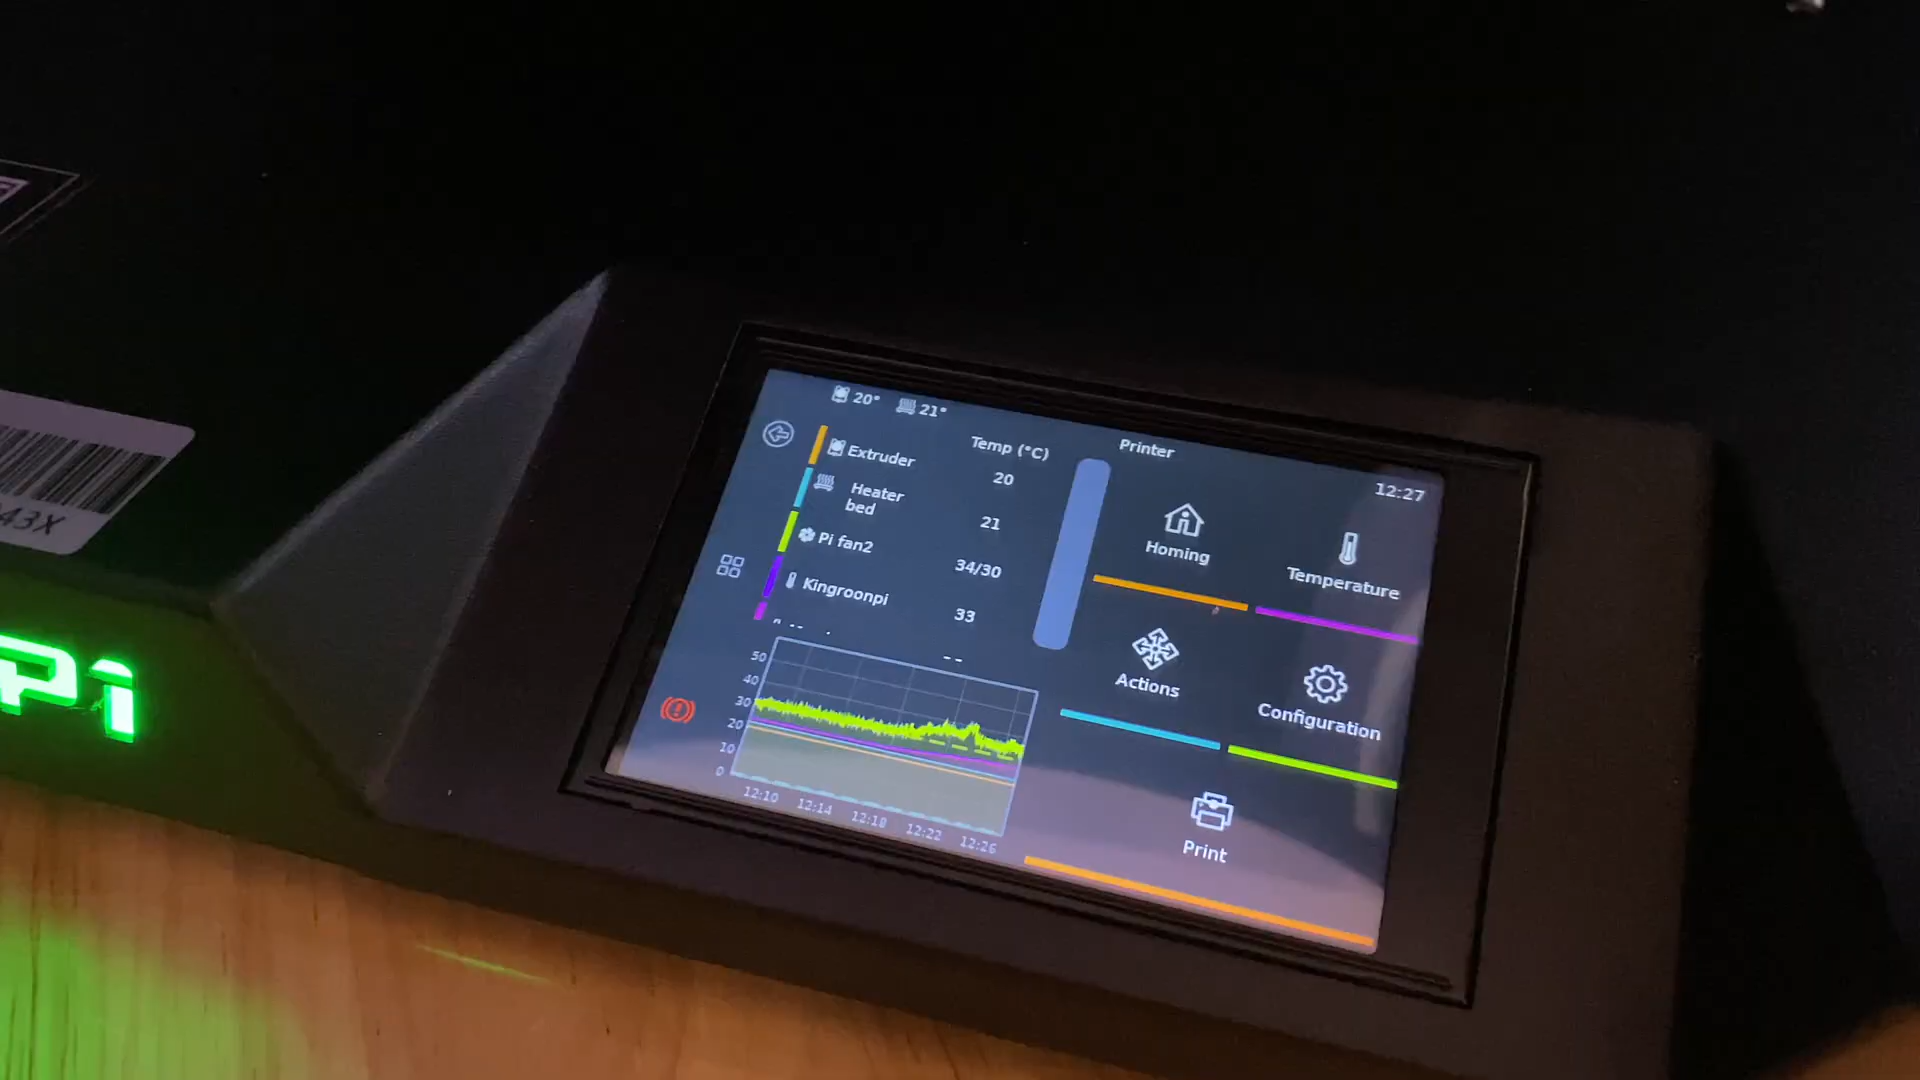 20° 21°
Temp (°C)
Extruder 20
Heater
bed 21
Pi fan2 34/30
Kingroonpi 33
--
50
40
30
20
10
0
12:10 12:14 12:18 12:22 12:26
Printer
12:27
Homing
Temperature
Actions
Configuration
Print
43X
Pi